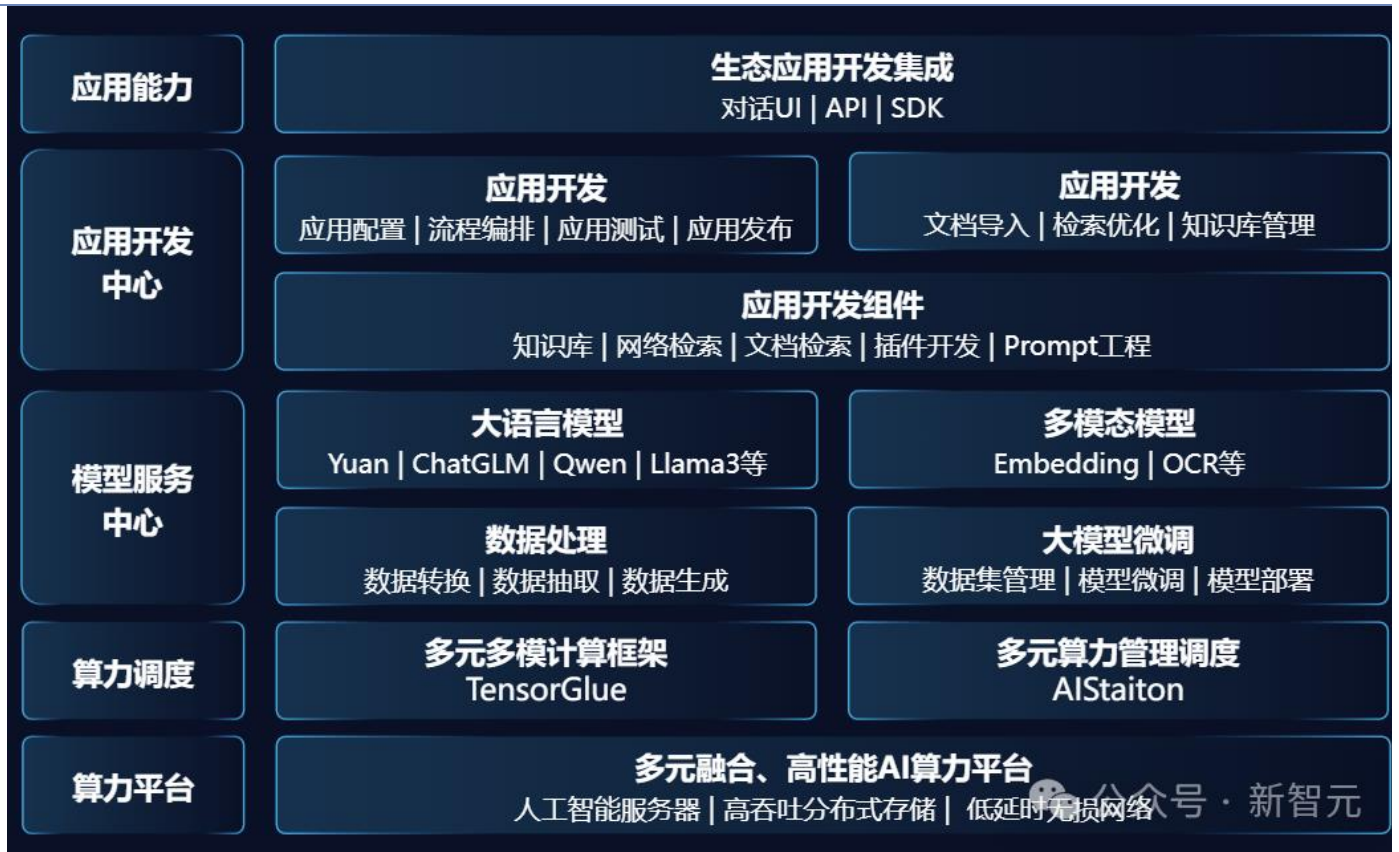 应用能力
生态应用开发集成
对话UI | API | SDK
应用开发
中心
应用开发
应用配置 | 流程编排 | 应用测试 | 应用发布
应用开发
文档导入 | 检索优化 | 知识库管理
应用开发组件
知识库 | 网络检索 | 文档检索 | 插件开发 | Prompt工程
模型服务
中心
大语言模型
Yuan | ChatGLM | Qwen | Llama3等
多模态模型
Embedding | OCR等
数据处理
数据转换 | 数据抽取 | 数据生成
大模型微调
数据集管理 | 模型微调 | 模型部署
算力调度
多元多模计算框架
TensorGlue
多元算力管理调度
AIStaiton
算力平台
多元融合、高性能AI算力平台
人工智能服务器 | 高吞吐分布式存储 | 低延时无损网络
公众号 · 新智元